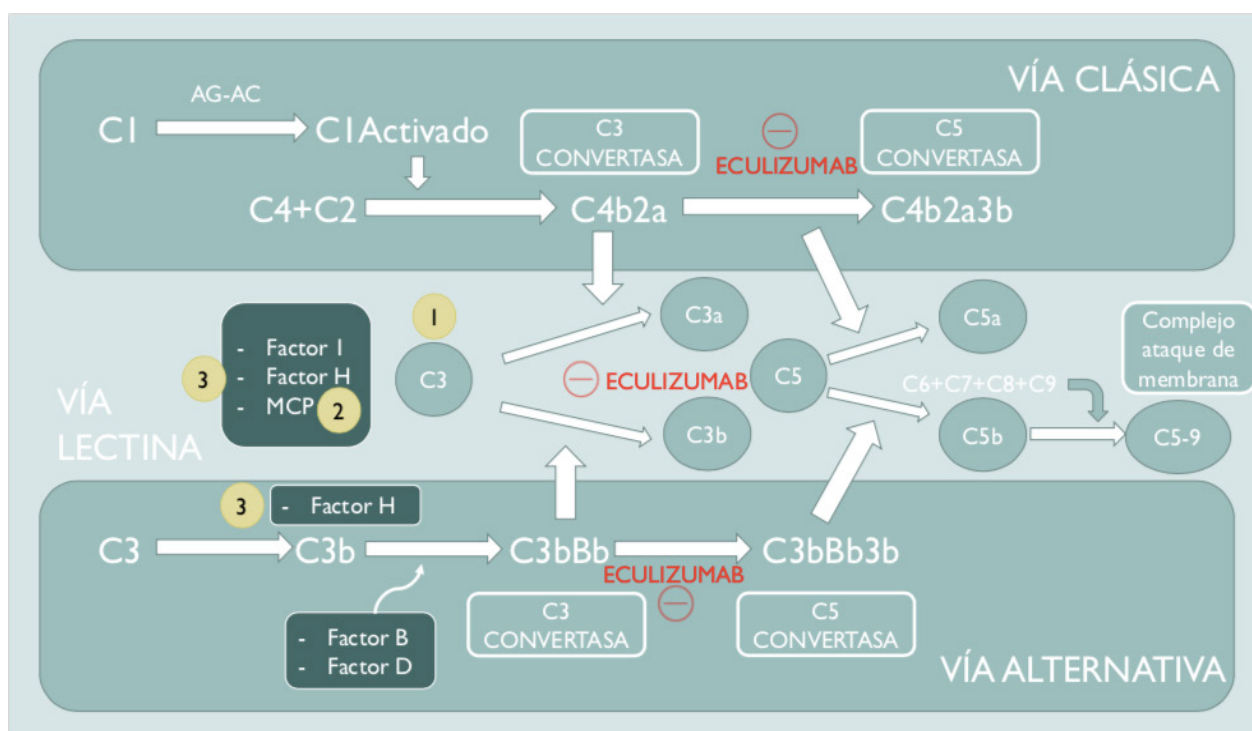 VÍA CLÁSICA
AG-AC
C1
C1Activado
C3
CONVERTASA
ECULIZUMAB
C5
CONVERTASA
C4+C2
C4b2a
C4b2a3b
1
- Factor I
3
- Factor H
- MCP
2
C3
C3a
ECULIZUMAB
C3b
C5
C5a
C6+C7+C8+C9
C5b
Complejo
ataque de
membrana
C5-9
VÍA
LECTINA
3
- Factor H
C3
C3b
C3bBb
ECULIZUMAB
C3bBb3b
- Factor B
- Factor D
C3
CONVERTASA
C5
CONVERTASA
VÍA ALTERNATIVA